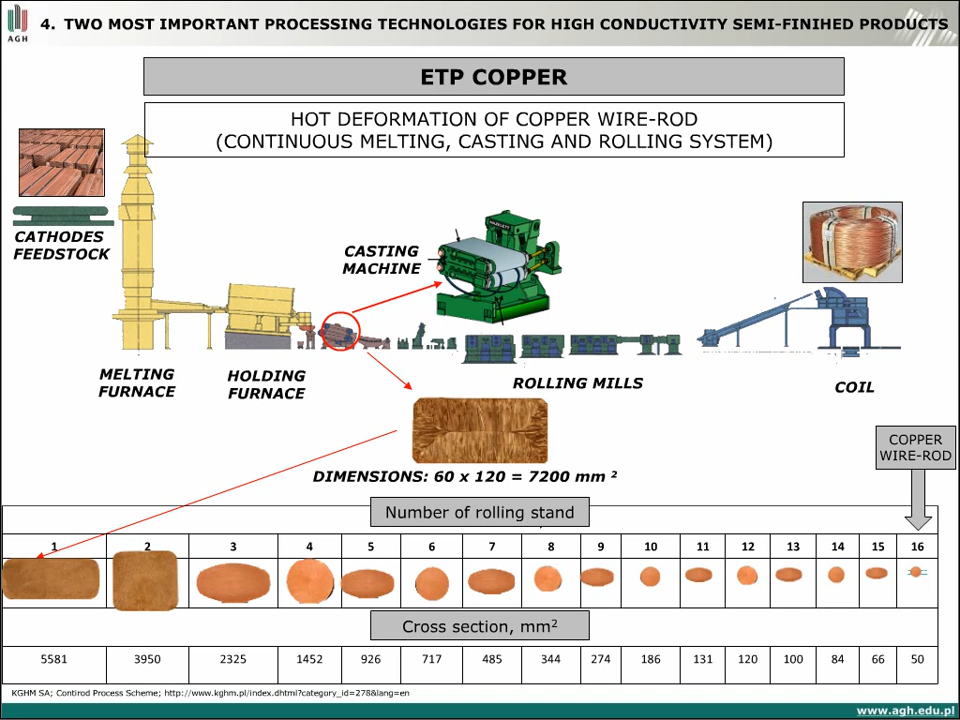 AGH
4. TWO MOST IMPORTANT PROCESSING TECHNOLOGIES FOR HIGH CONDUCTIVITY SEMI-FINIHED PRODUCTS
ETP COPPER
HOT DEFORMATION OF COPPER WIRE-ROD
(CONTINUOUS MELTING, CASTING AND ROLLING SYSTEM)
CATHODES
FEEDSTOCK
CASTING
MACHINE
MELTING
FURNACE
HOLDING
FURNACE
ROLLING MILLS
COIL
COPPER
WIRE-ROD
DIMENSIONS: 60 x 120 = 7200 mm ²
Number of rolling stand
1 2 3 4 5 6 7 8 9 10 11 12 13 14 15 16
Cross section, mm²
5581 3950 2325 1452 926 717 485 344 274 186 131 120 100 84 66 50
KGHM SA; Contirod Process Scheme; http://www.kghm.pl/index.dhtml?category_id=278&lang=en
www.agh.edu.pl